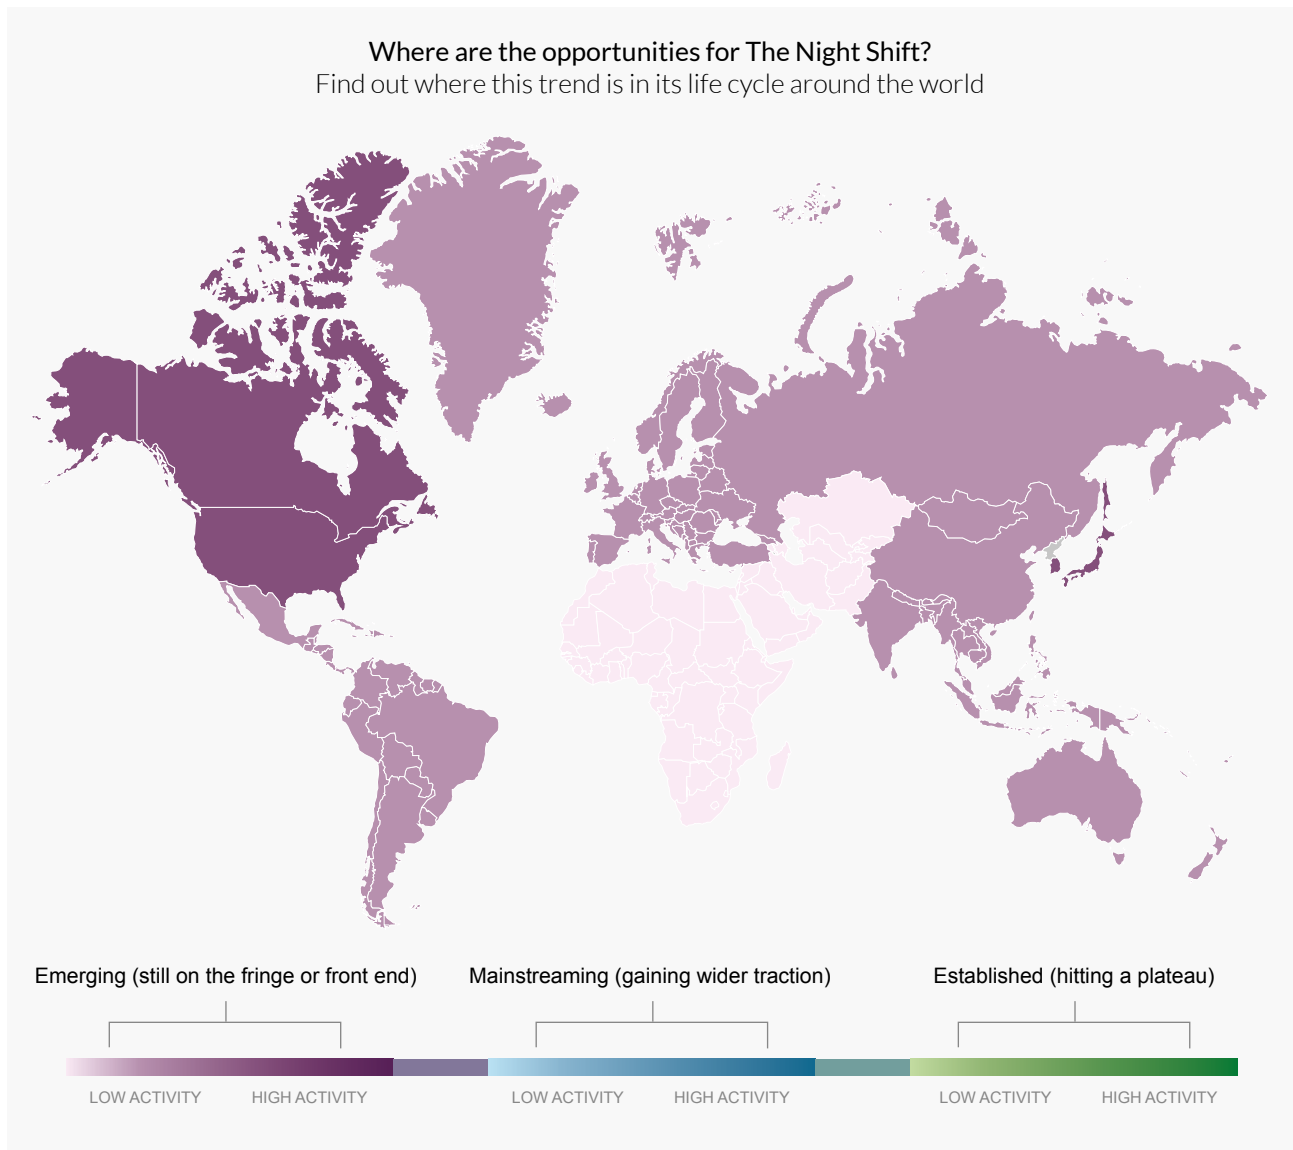 Where are the opportunities for The Night Shift?
Find out where this trend is in its life cycle around the world
Emerging (still on the fringe or front end)
Mainstreaming (gaining wider traction)
Established (hitting a plateau)
LOW ACTIVITY
HIGH ACTIVITY
LOW ACTIVITY
HIGH ACTIVITY
LOW ACTIVITY
HIGH ACTIVITY